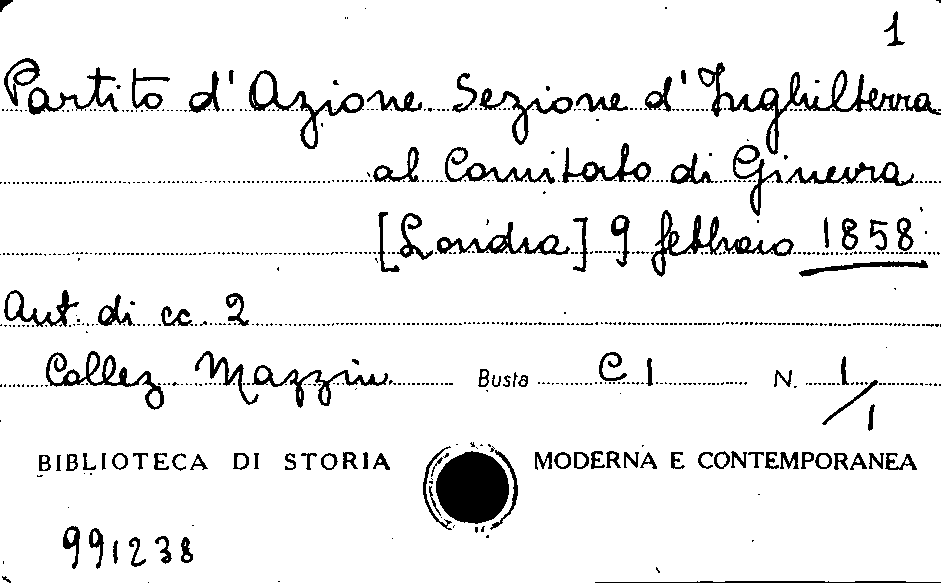 1
Partito d'Azione. Sezione d'Inghilterra
al Comitato di Ginevra
[Londra] 9 febbraio 1858
Aut. di cc. 2
Collez. Mazzini Busta C 1 N. 1/1
BIBLIOTECA DI STORIA MODERNA E CONTEMPORANEA
991238